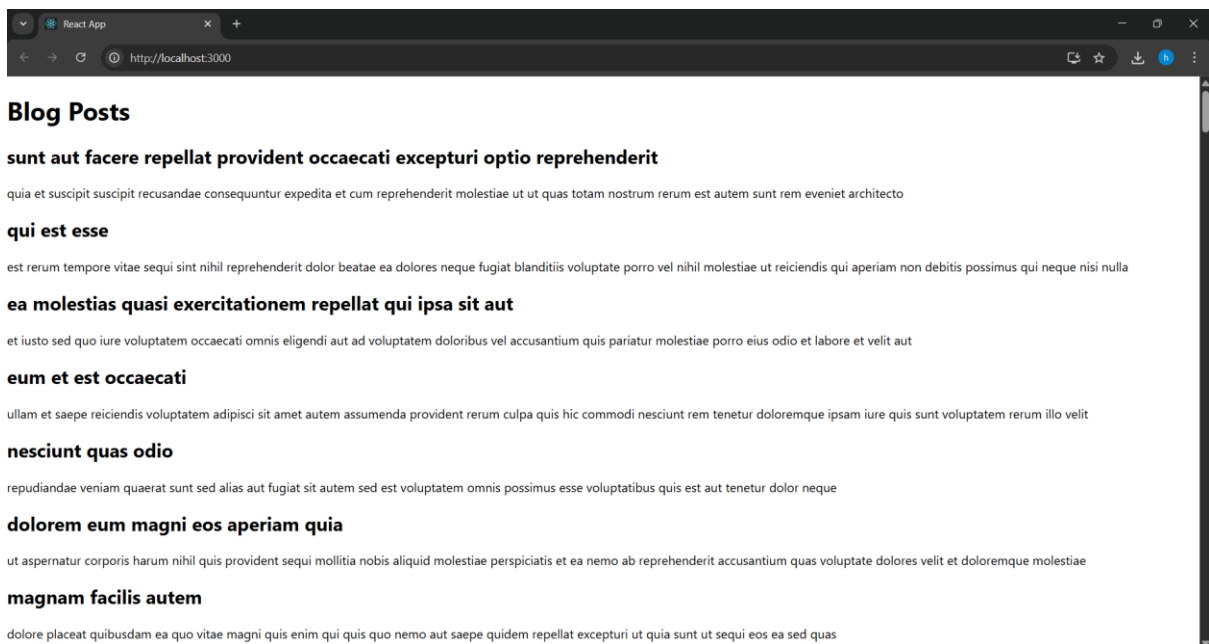 React App
http://localhost:3000
h
Blog Posts
sunt aut facere repellat provident occaecati excepturi optio reprehenderit
quia et suscipit suscipit recusandae consequuntur expedita et cum reprehenderit molestiae ut ut quas totam nostrum rerum est autem sunt rem eveniet architecto
qui est esse
est rerum tempore vitae sequi sint nihil reprehenderit dolor beatae ea dolores neque fugiat blanditiis voluptate porro vel nihil molestiae ut reiciendis qui aperiam non debitis possimus qui neque nisi nulla
ea molestias quasi exercitationem repellat qui ipsa sit aut
et iusto sed quo iure voluptatem occaecati omnis eligendi aut ad voluptatem doloribus vel accusantium quis pariatur molestiae porro eius odio et labore et velit aut
eum et est occaecati
ullam et saepe reiciendis voluptatem adipisci sit amet autem assumenda provident rerum culpa quis hic commodi nesciunt rem tenetur doloremque ipsam iure quis sunt voluptatem rerum illo velit
nesciunt quas odio
repudiandae veniam quaerat sunt sed alias aut fugiat sit autem sed est voluptatem omnis possimus esse voluptatibus quis est aut tenetur dolor neque
dolorem eum magni eos aperiam quia
ut aspernatur corporis harum nihil quis provident sequi mollitia nobis aliquid molestiae perspiciatis et ea nemo ab reprehenderit accusantium quas voluptate dolores velit et doloremque molestiae
magnam facilis autem
dolore placeat quibusdam ea quo vitae magni quis enim qui quis quo nemo aut saepe quidem repellat excepturi ut quia sunt ut sequi eos ea sed quas